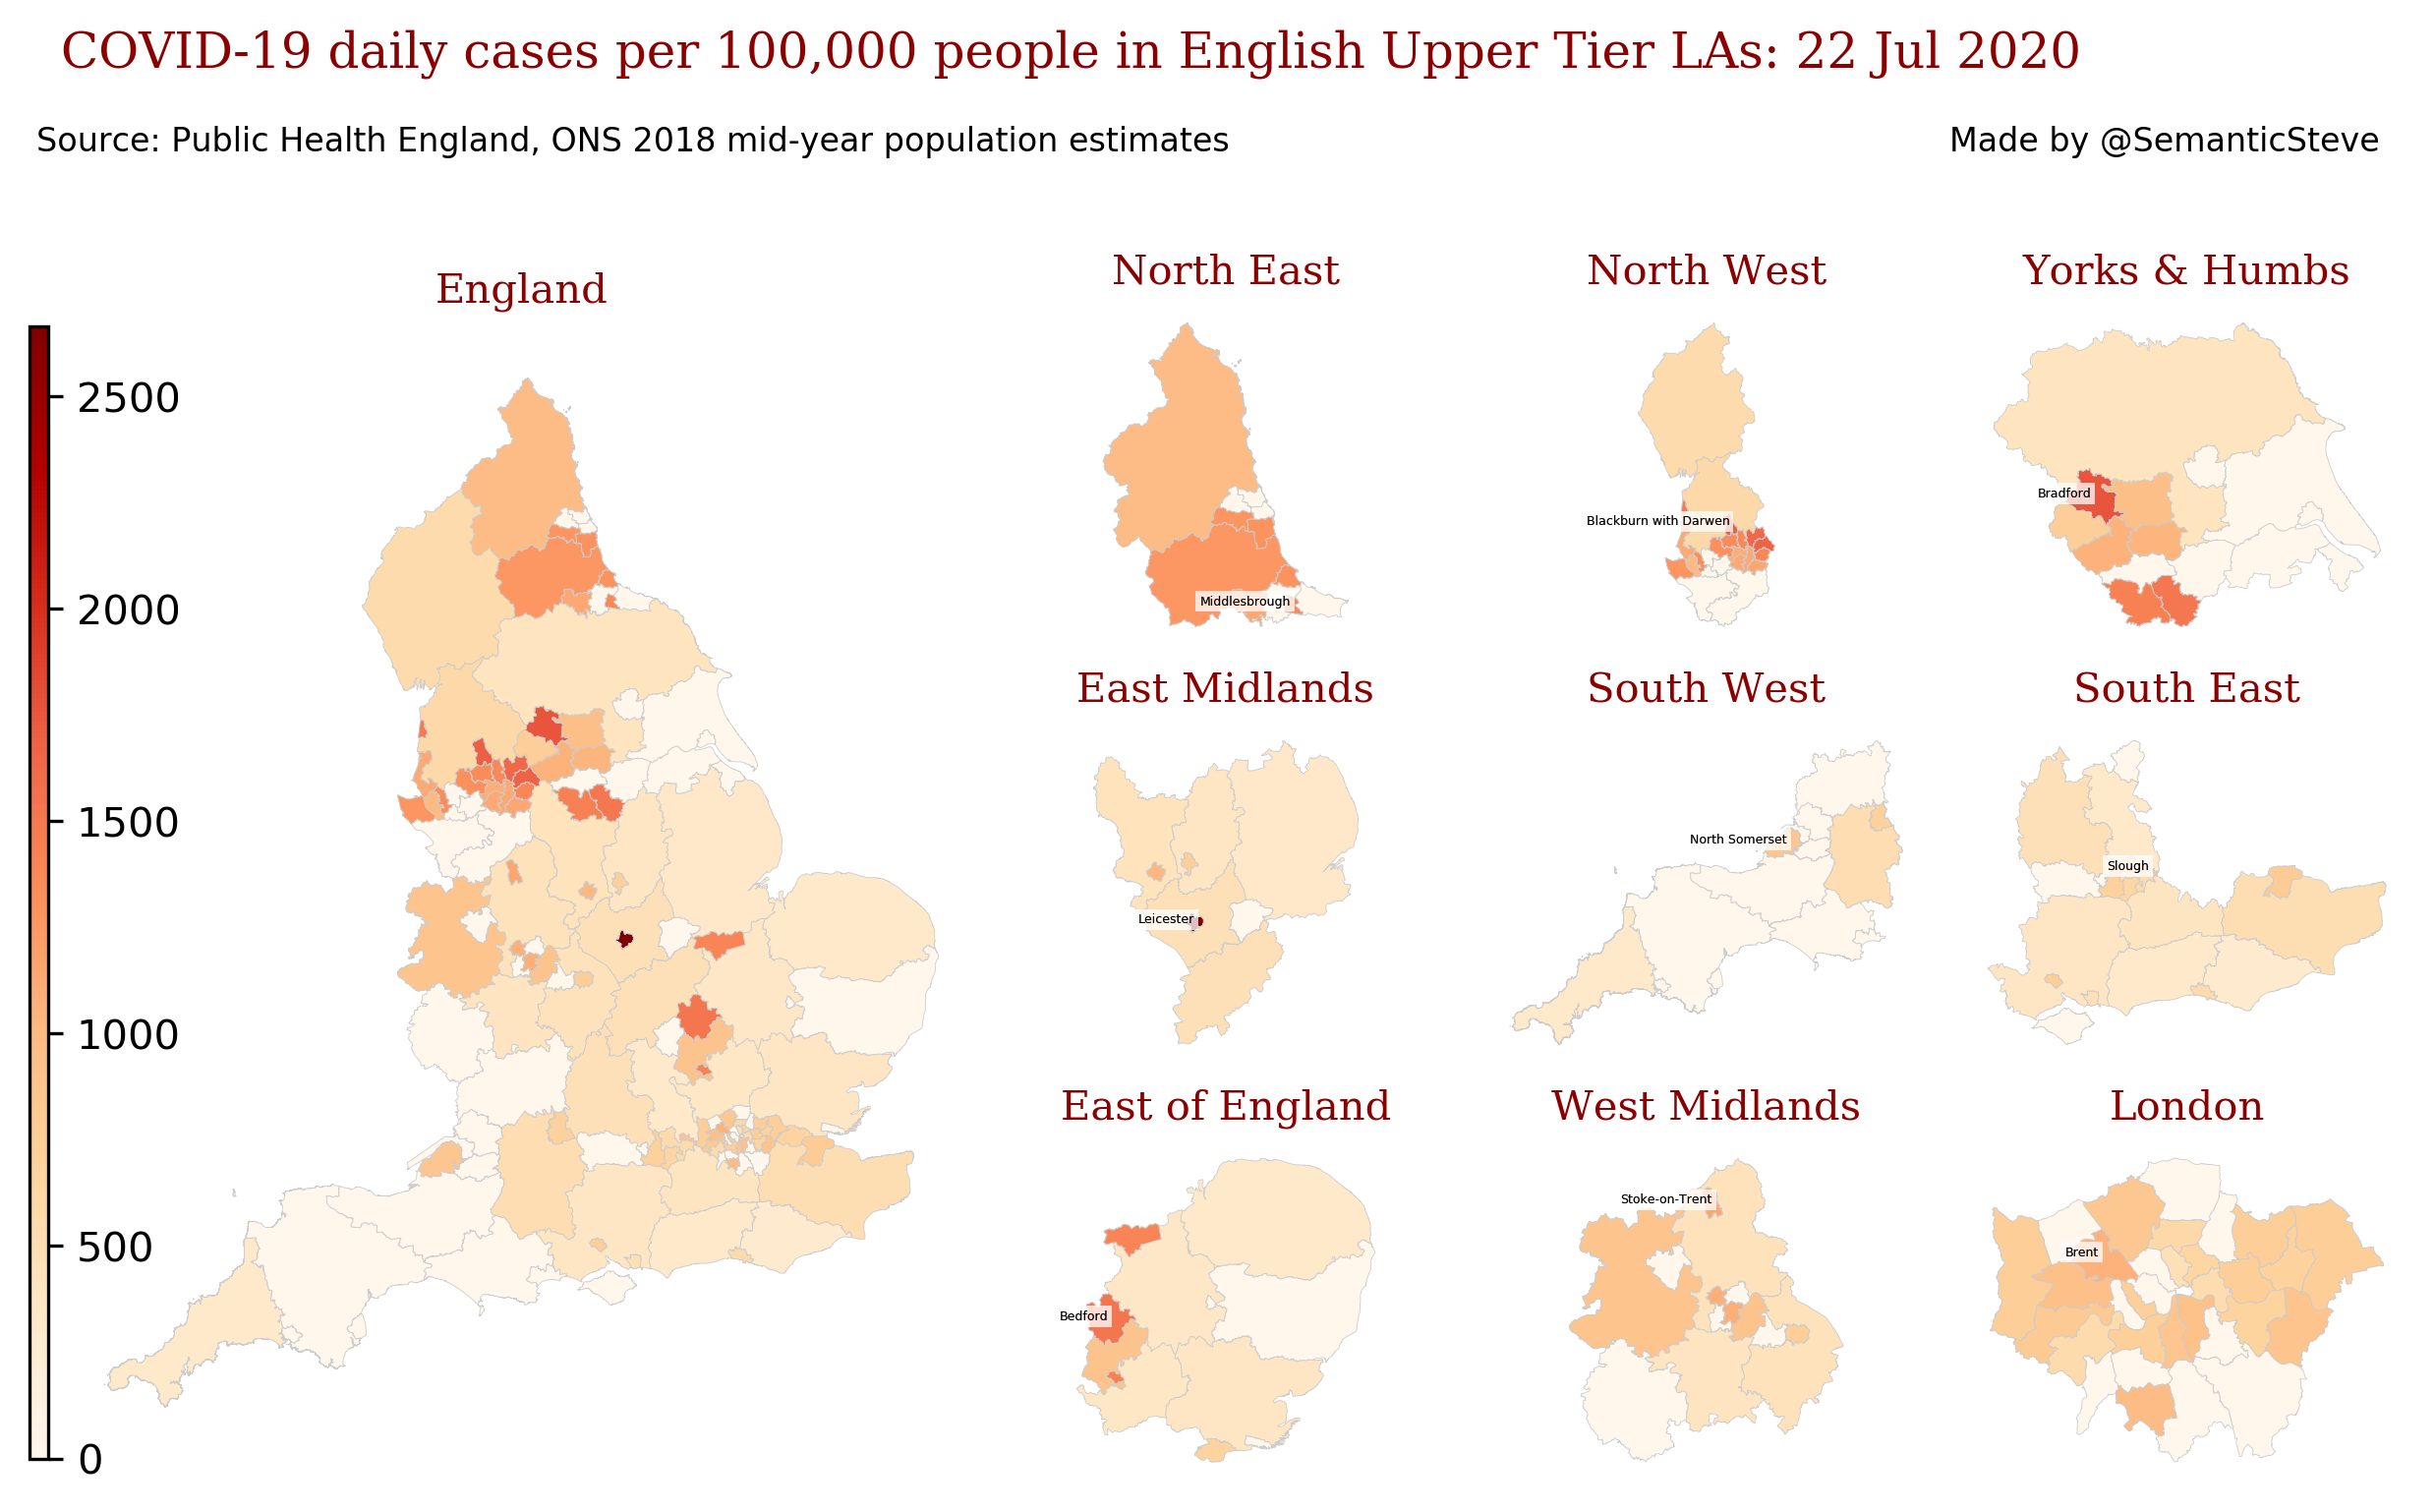 COVID-19 daily cases per 100,000 people in English Upper Tier LAs: 22 Jul 2020
Source: Public Health England, ONS 2018 mid-year population estimates
Made by @SemanticSteve
England
2500
2000
1500
1000
500
0
North East
Middlesbrough
North West
Blackburn with Darwen
Yorks & Humbs
Bradford
East Midlands
Leicester
South West
North Somerset
South East
Slough
East of England
Bedford
West Midlands
Stoke-on-Trent
London
Brent